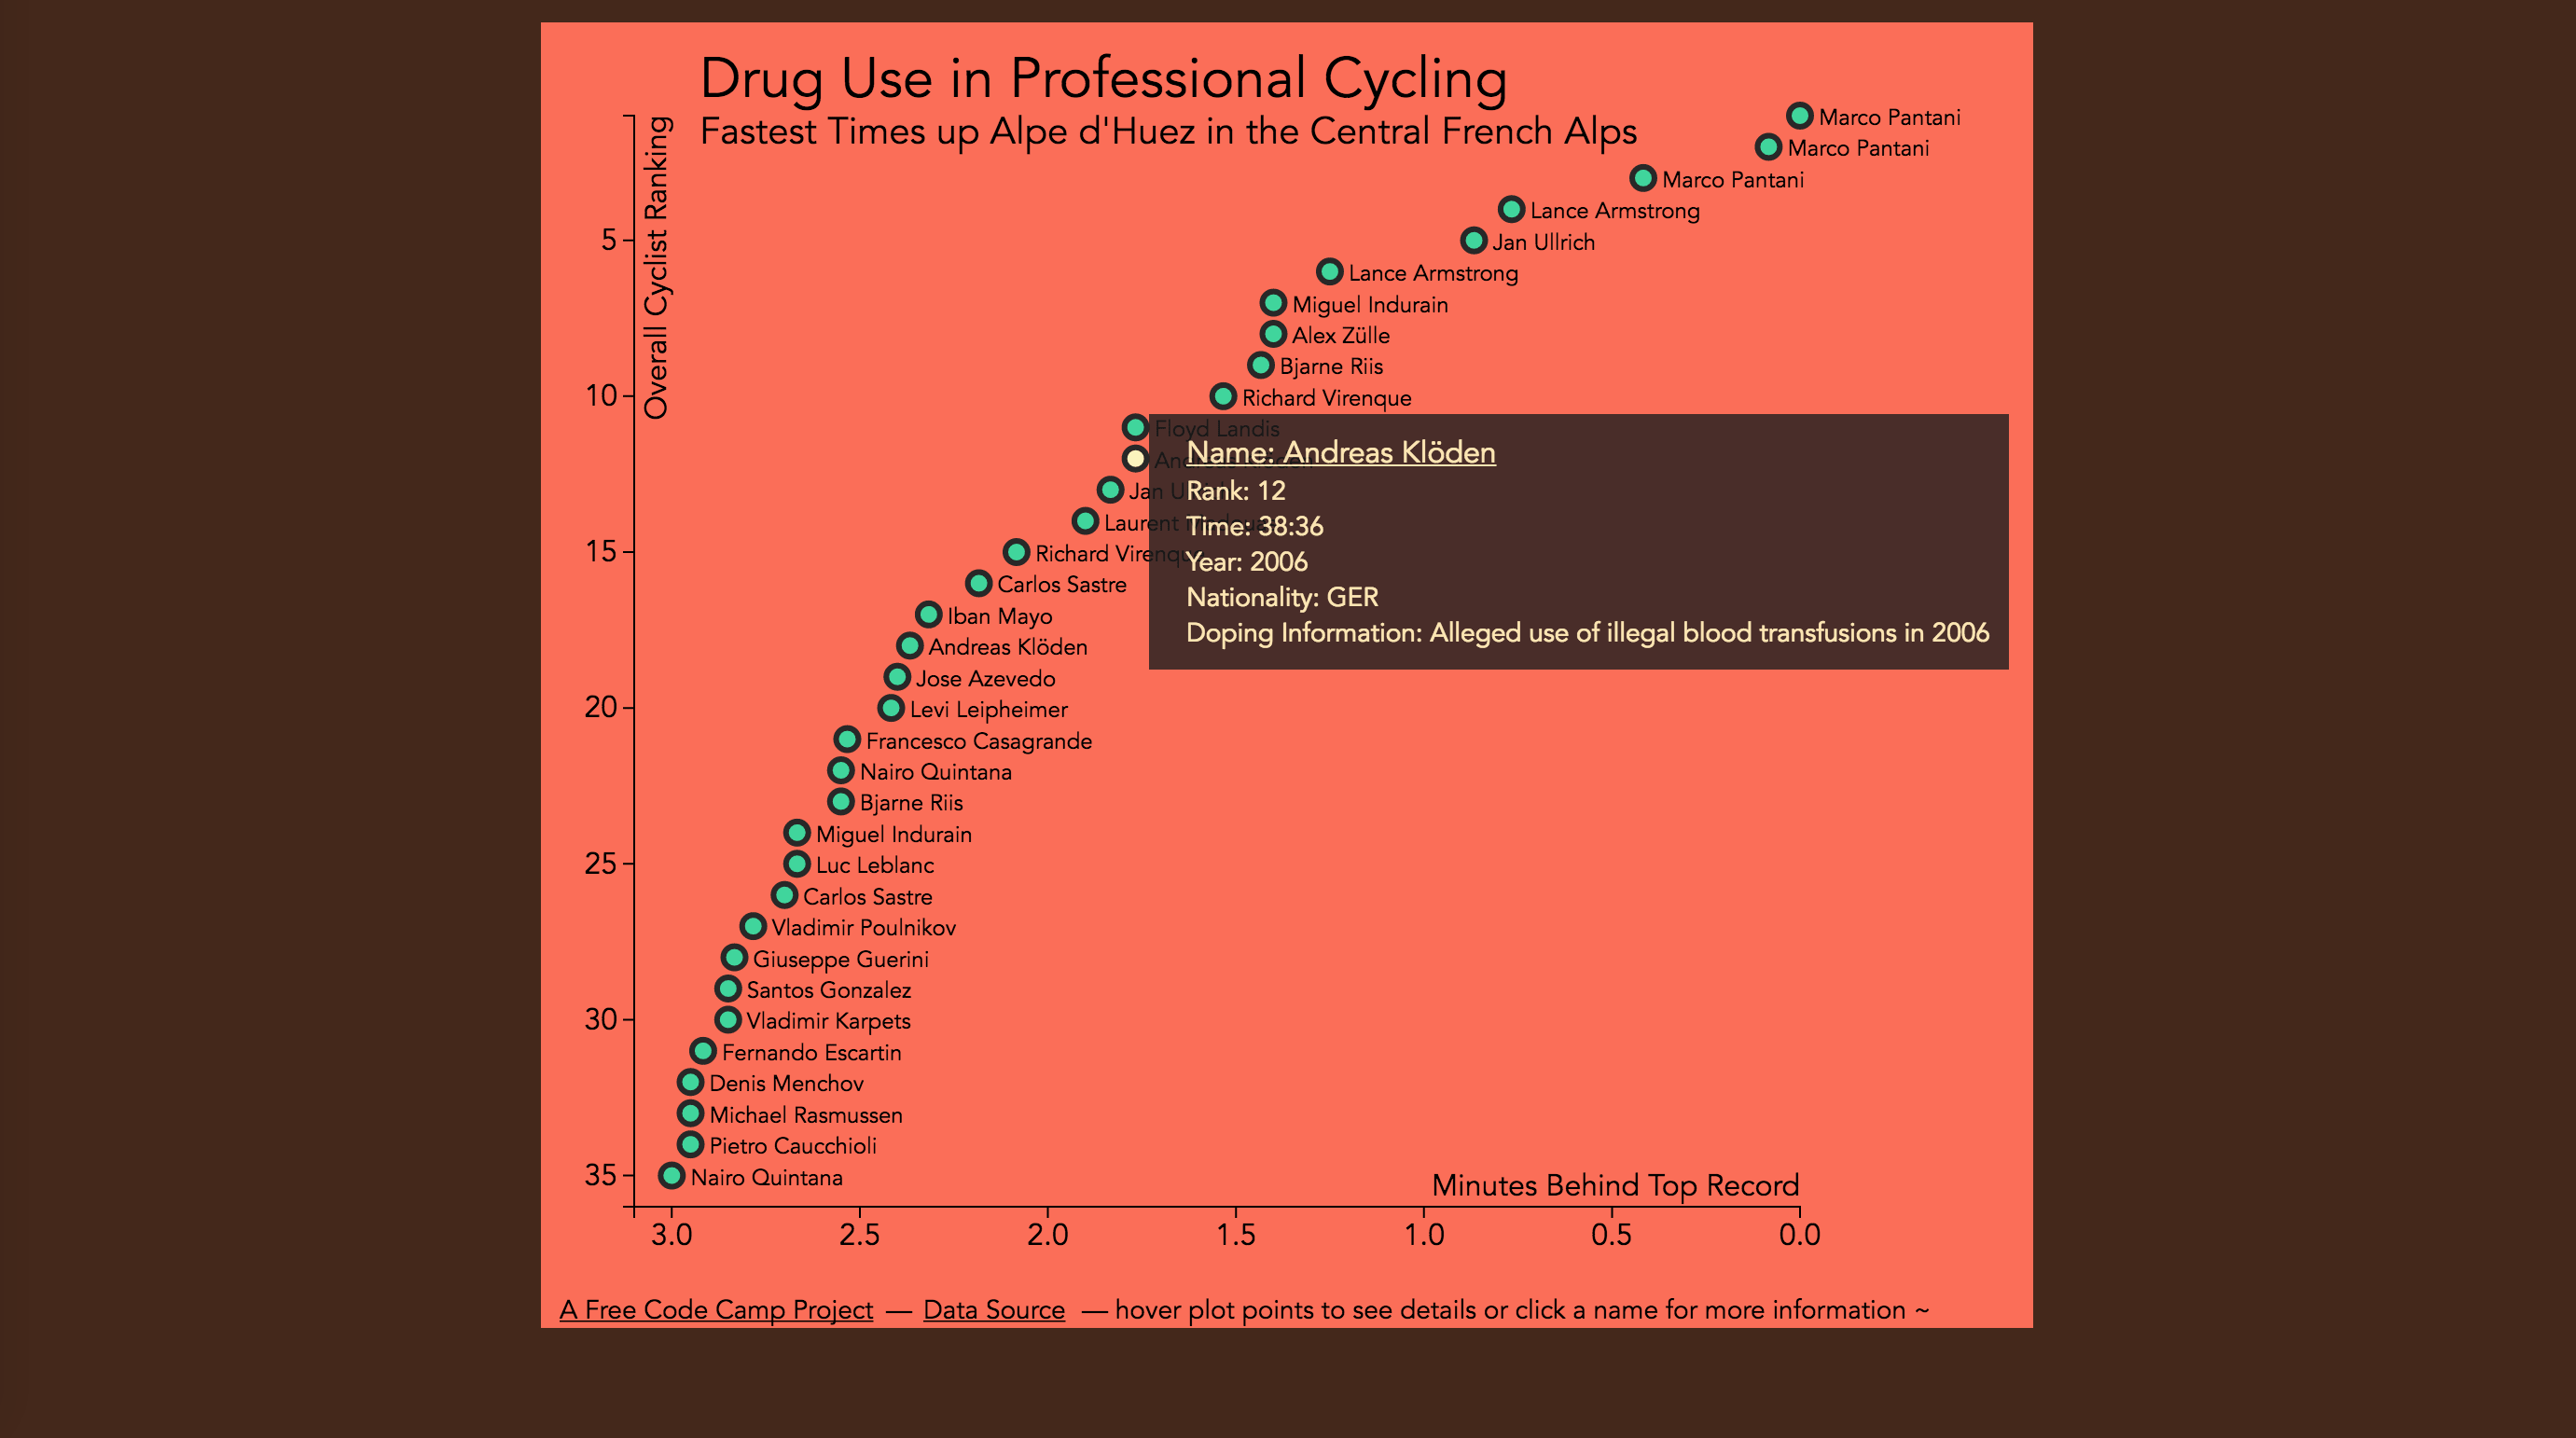 Drug Use in Professional Cycling
Fastest Times up Alpe d'Huez in the Central French Alps
Overall Cyclist Ranking
Marco Pantani
Marco Pantani
Marco Pantani
Lance Armstrong
5
Jan Ullrich
Lance Armstrong
Miguel Indurain
Alex Zülle
Bjarne Riis
10
Richard Virenque
Floyd Landis
Name: Andreas Klöden
Rank: 12
Time: 38:36
Year: 2006
Nationality: GER
Doping Information: Alleged use of illegal blood transfusions in 2006
Jan
Laurent
15
Richard Virenque
Carlos Sastre
Iban Mayo
Andreas Klöden
Jose Azevedo
20
Levi Leipheimer
Francesco Casagrande
Nairo Quintana
Bjarne Riis
Miguel Indurain
25
Luc Leblanc
Carlos Sastre
Vladimir Poulnikov
Giuseppe Guerini
Santos Gonzalez
30
Vladimir Karpets
Fernando Escartin
Denis Menchov
Michael Rasmussen
Pietro Caucchioli
35
Nairo Quintana
Minutes Behind Top Record
3.0 2.5 2.0 1.5 1.0 0.5 0.0
A Free Code Camp Project — Data Source — hover plot points to see details or click a name for more information ~